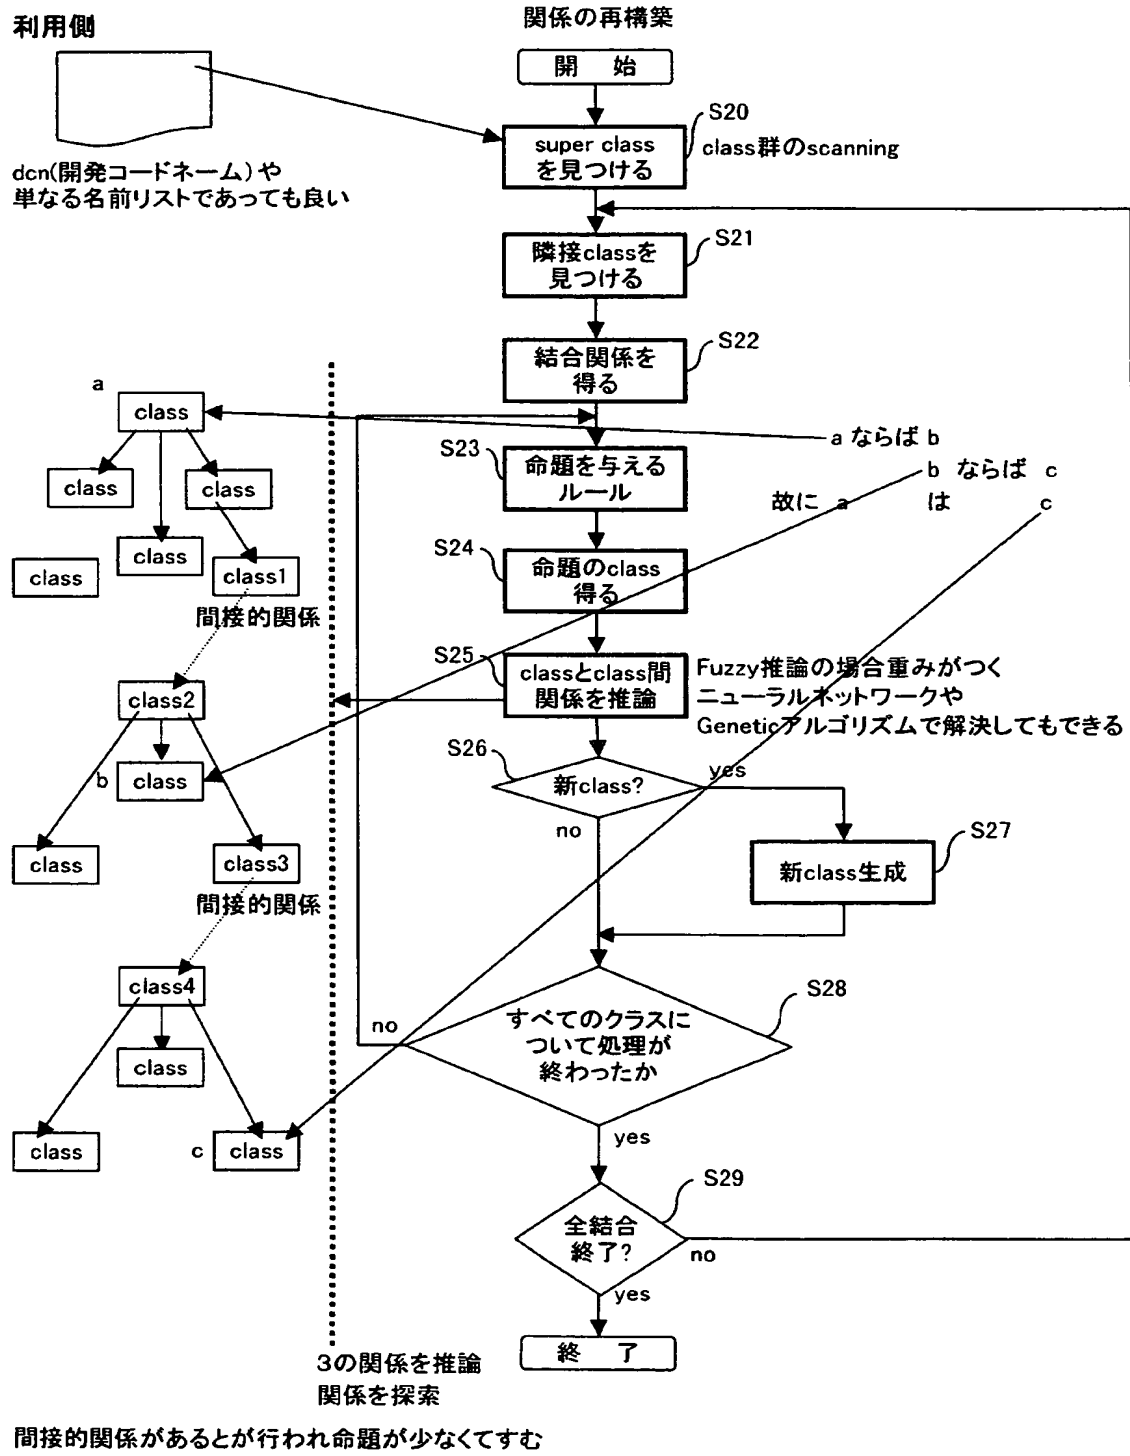 利用側
関係の再構築
開 始
S20
super class
を見つける
class群のscanning
dcn(開発コードネーム)や
単なる名前リストであっても良い
S21
隣接classを
見つける
S22
結合関係を
得る
a
class
class
class
class
class
class1
間接的関係
a ならば b
b ならば c
故に a は c
S23
命題を与える
ルール
S24
命題のclass
得る
S25
classとclass間
関係を推論
Fuzzy推論の場合重みがつく
ニューラルネットワークや
Geneticアルゴリズムで解決してもできる
class2
b
class
class
class3
間接的関係
S26
新class?
yes
no
S27
新class生成
class4
class
class
c
class
S28
すべてのクラスに
ついて処理が
終わったか
no
yes
S29
全結合
終了?
no
yes
終 了
3の関係を推論
関係を探索
間接的関係があるとが行われ命題が少なくてすむ